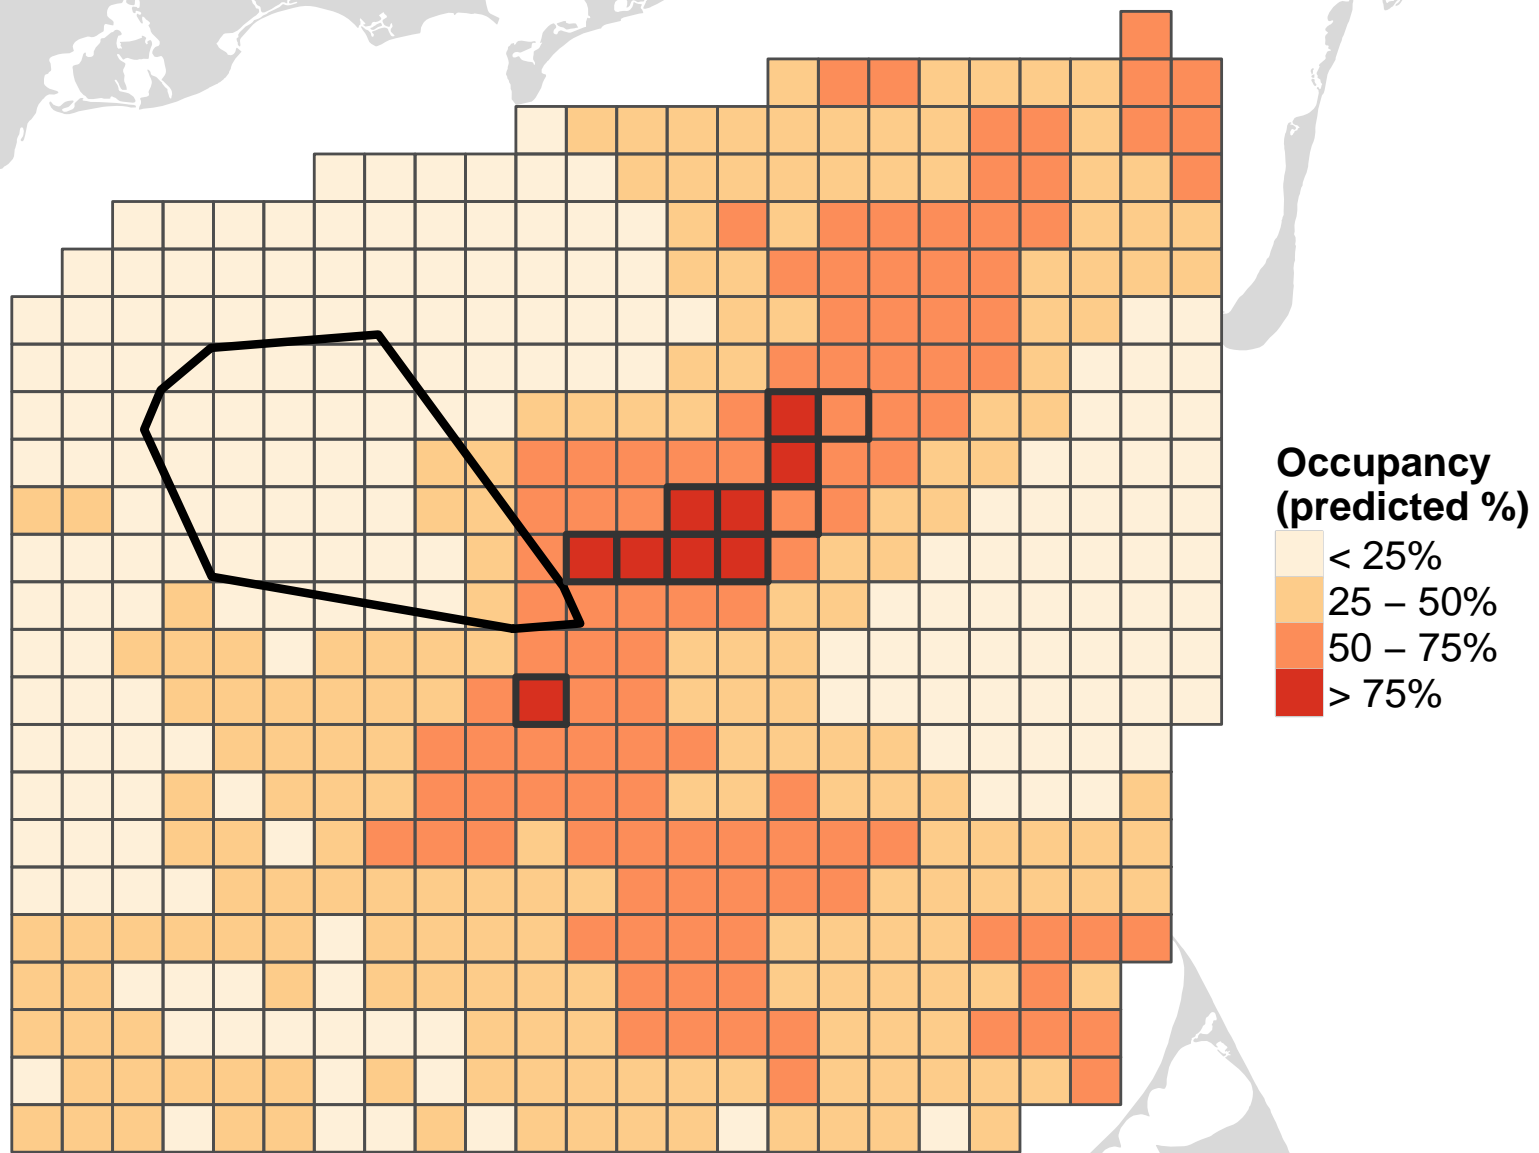 Occupancy
(predicted %)
< 25%
25 – 50%
50 – 75%
> 75%